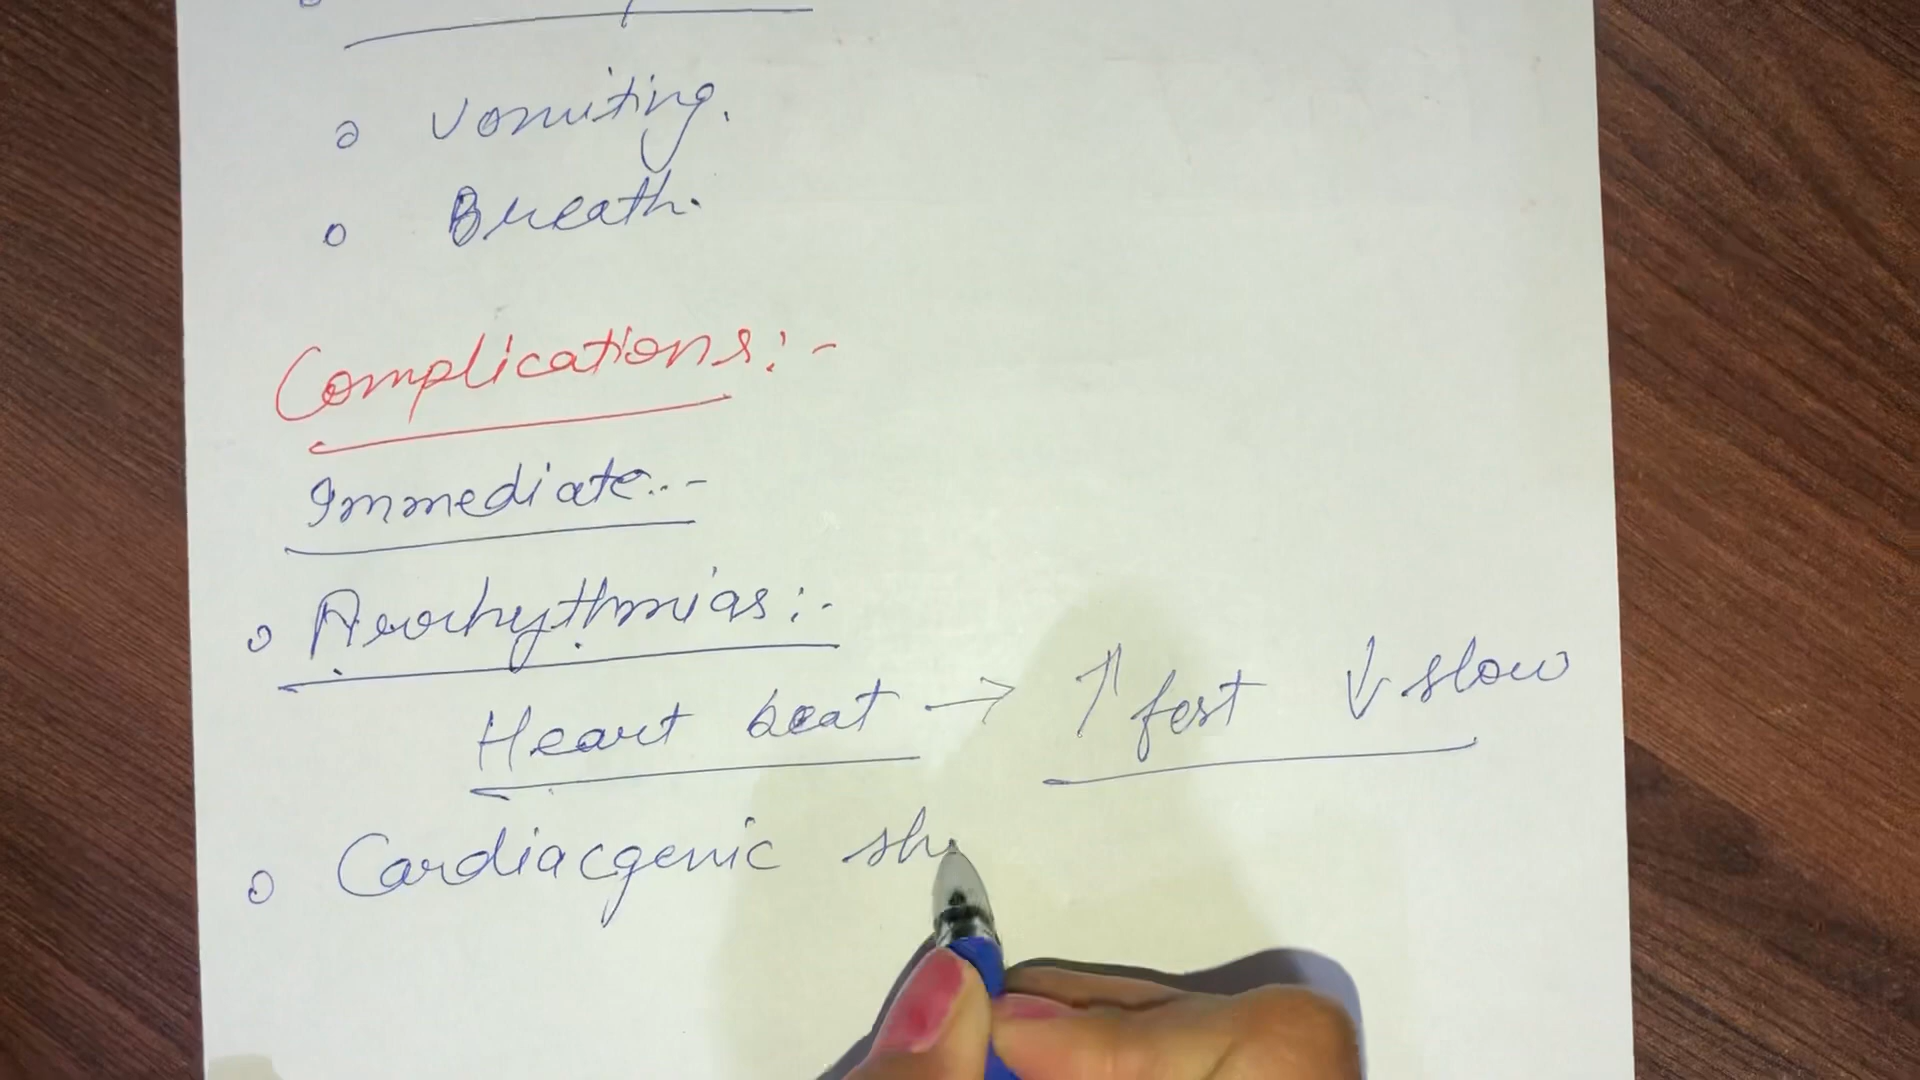 o Vomiting.
o Breath.
Complications:-
Immediate:-
o Arrhythmias:-
Heart beat → ↑ fest ↓ slow
o Cardiacgenic sh